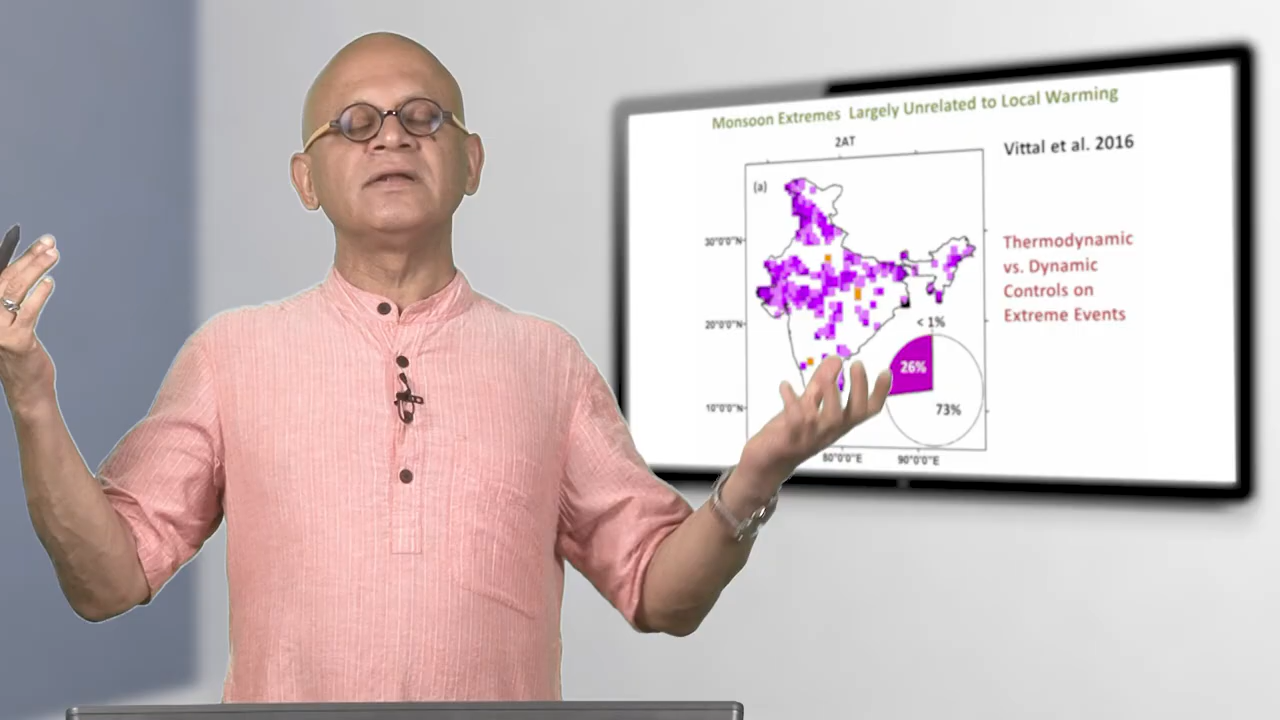 Monsoon Extremes Largely Unrelated to Local Warming
2AT
Vittal et al. 2016
(a)
30°0'0"N
20°0'0"N
10°0'0"N
80°0'0"E
90°0'0"E
< 1%
26%
73%
Thermodynamic
vs. Dynamic
Controls on
Extreme Events